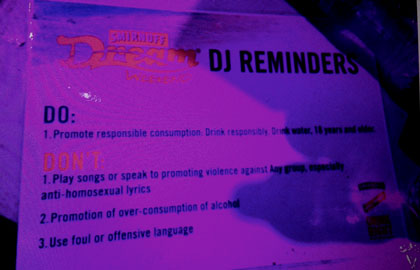 SMIRNOFF
Dream DJ REMINDERS
DO:
1. Promote responsible consumption. Drink responsibly. Drink water, 18 years and older.
DON'T:
1. Play songs or speak to promoting violence against any group, especially
anti-homosexual lyrics
2. Promotion of over-consumption of alcohol
3. Use foul or offensive language